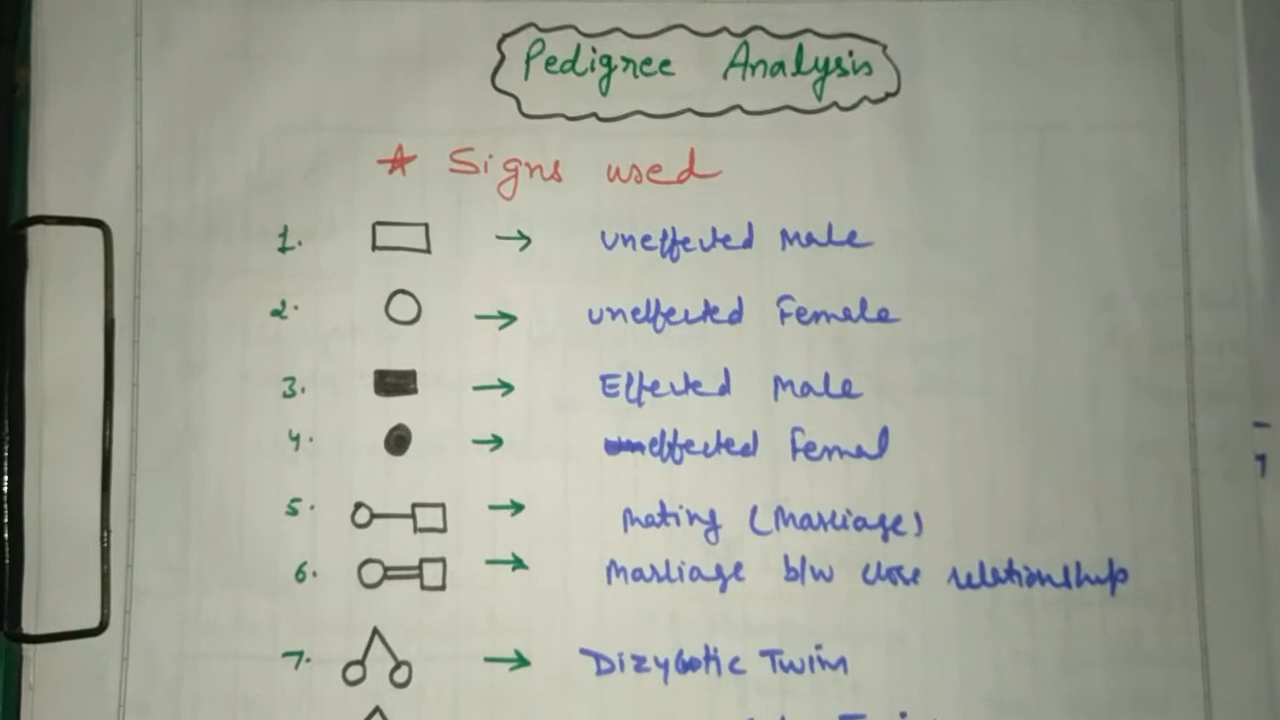 Pedigree Analysis
★ Signs used
1. → uneffected Male
2. → uneffected Female
3. → Effected Male
4. → effected Femal
5. → Mating (Marriage)
6. → Marriage b/w close relationship
7. → Dizygotic Twin